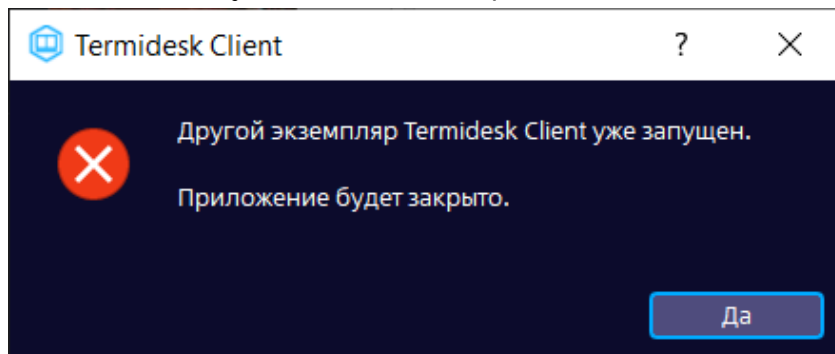 Termidesk Client
?
Другой экземпляр Termidesk Client уже запущен.
Приложение будет закрыто.
Да